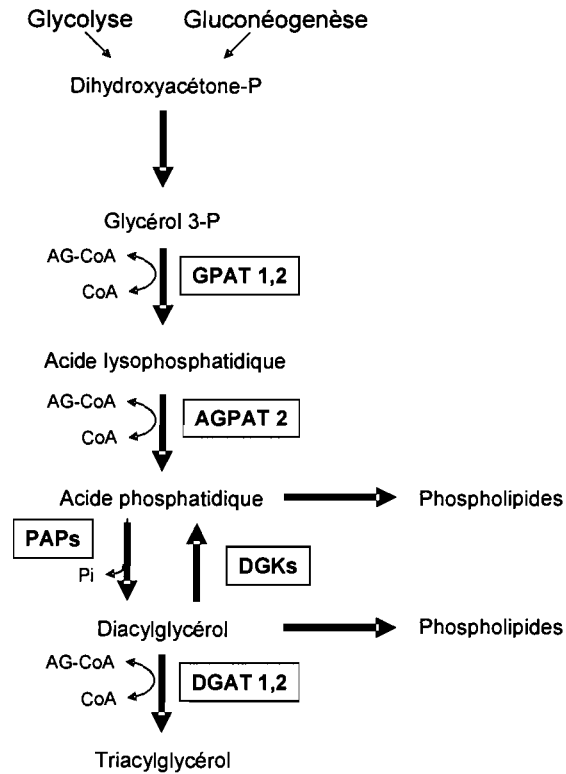 Glycolyse Gluconéogenèse
Dihydroxyacétone-P
Glycérol 3-P
AG-CoA
GPAT 1,2
CoA
Acide lysophosphatidique
AG-CoA
AGPAT 2
CoA
Acide phosphatidique Phospholipides
PAPs
DGKs
Pi
Diacylglycérol Phospholipides
AG-CoA
DGAT 1,2
CoA
Triacylglycérol